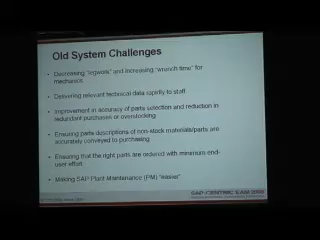 Old System Challenges
• Decreasing "legwork" and increasing "wrench time" for
mechanics
• Delivering relevant technical data rapidly to staff
• Improvement in accuracy of parts selection and reduction in
redundant purchases or overstocking
• Ensuring parts descriptions of non-stock materials/parts
are accurately conveyed to purchasing
• Ensuring that the right parts are ordered with minimum end-
user effort
• Making SAP Plant Maintenance (PM) "easier"
SAP-CENTRIC EAM